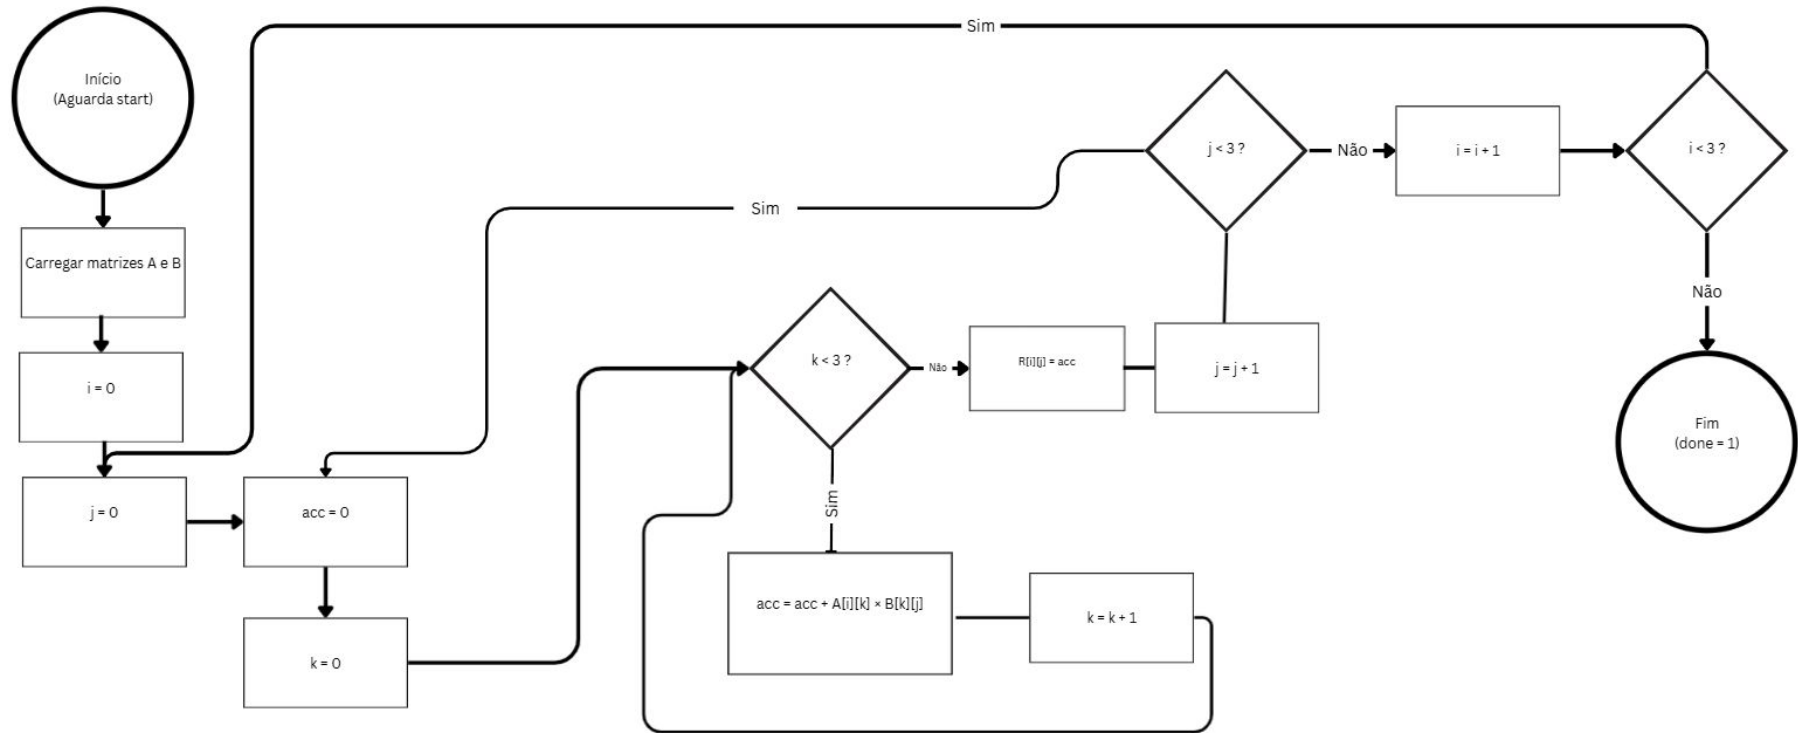 Início
(Aguarda start)
Carregar matrizes A e B
i = 0
j = 0
acc = 0
k = 0
k < 3 ?
Sim
acc = acc + A[i][k] × B[k][j]
k = k + 1
Não
R[i][j] = acc
j = j + 1
j < 3 ?
Sim
Não
i = i + 1
i < 3 ?
Sim
Não
Fim
(done = 1)